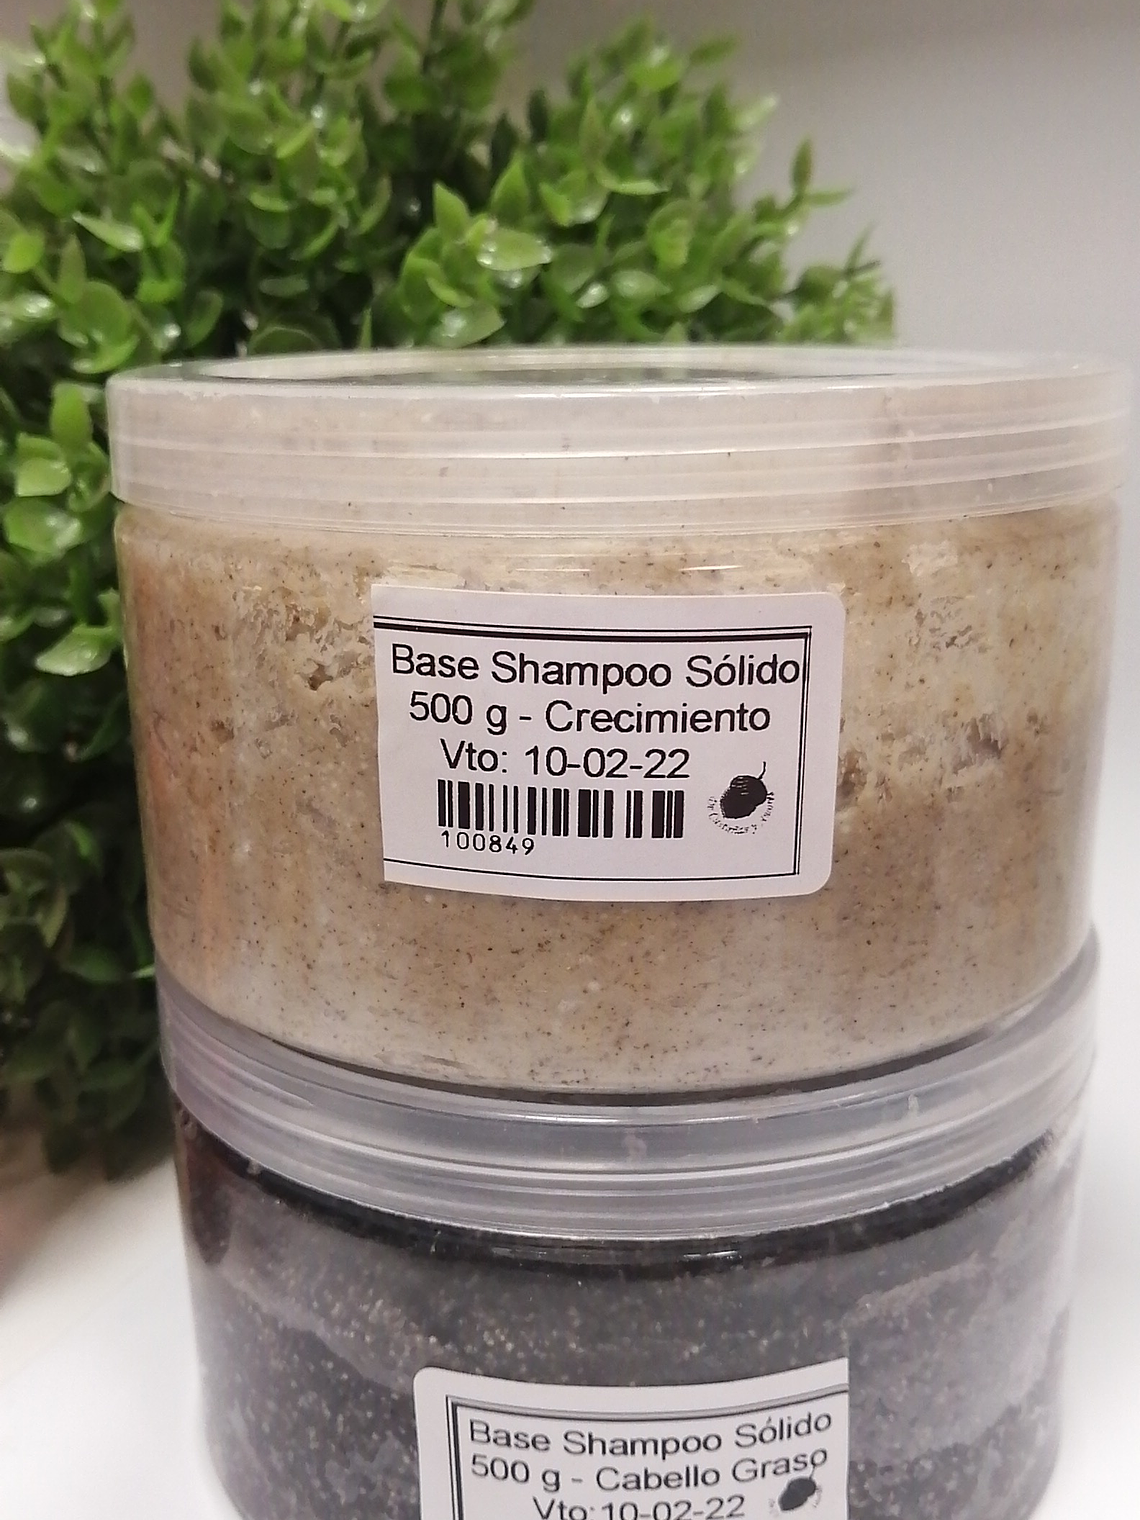 Base Shampoo Sólido
500 g - Crecimiento
Vto: 10-02-22
100849
Base Shampoo Sólido
500 g - Cabello Graso
Vto: 10-02-22